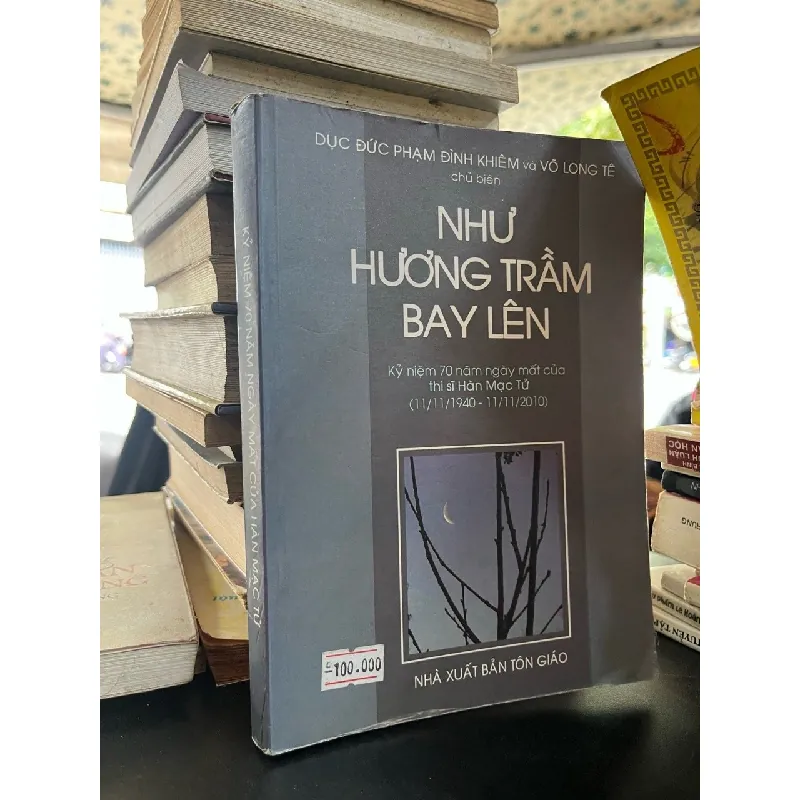 DỤC ĐỨC PHẠM ĐÌNH KHIÊM và VÕ LONG TÊ
chủ biên
NHƯ
HƯƠNG TRẦM
BAY LÊN
Kỷ niệm 70 năm ngày mất của
thi sĩ Hàn Mạc Tử
(11/11/1940 - 11/11/2010)
100.000
NHÀ XUẤT BẢN TÔN GIÁO
KỶ NIỆM 70 NĂM NGÀY MẤT CỦA HÀN MẠC TỬ